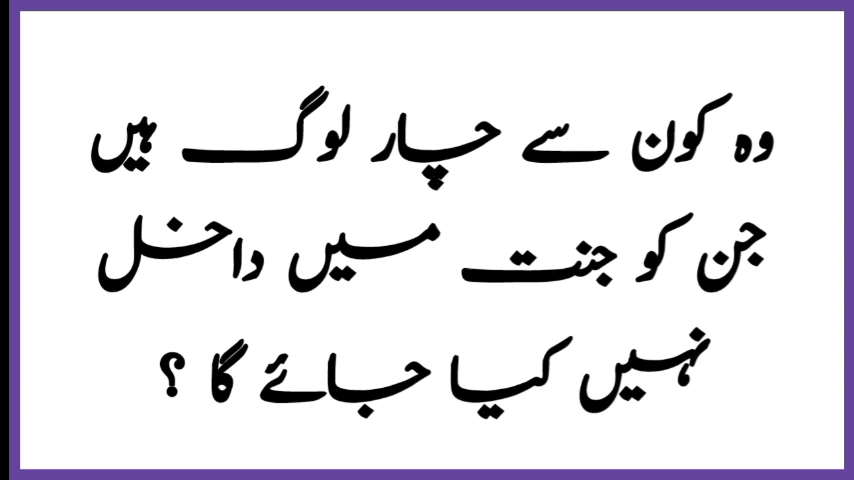 وہ کون سے چار لوگ ہیں
جن کو جنت میں داخل
نہیں کیا جائے گا ؟